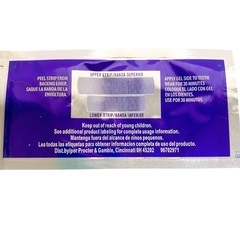 UPPER STRIP/BANDA SUPERIOR
PEEL STRIP FROM
BACKING LINER.
SAQUE LA BANDA DE LA
ENVOLTURA.
APPLY GEL SIDE TO TEETH
WEAR FOR 30 MINUTES
COLOQUE EL LADO CON GEL
EN LOS DIENTES.
USE POR 30 MINUTOS
LOWER STRIP/BANDA INFERIOR
Keep out of reach of young children.
See additional product labeling for complete usage information.
Mantenga fuera del alcance de ninos pequenos.
Lea todas las etiquetas para obtener informacion completa de uso del producto.
Dist.by/por Procter & Gamble, Cincinnati OH 45202 96702971